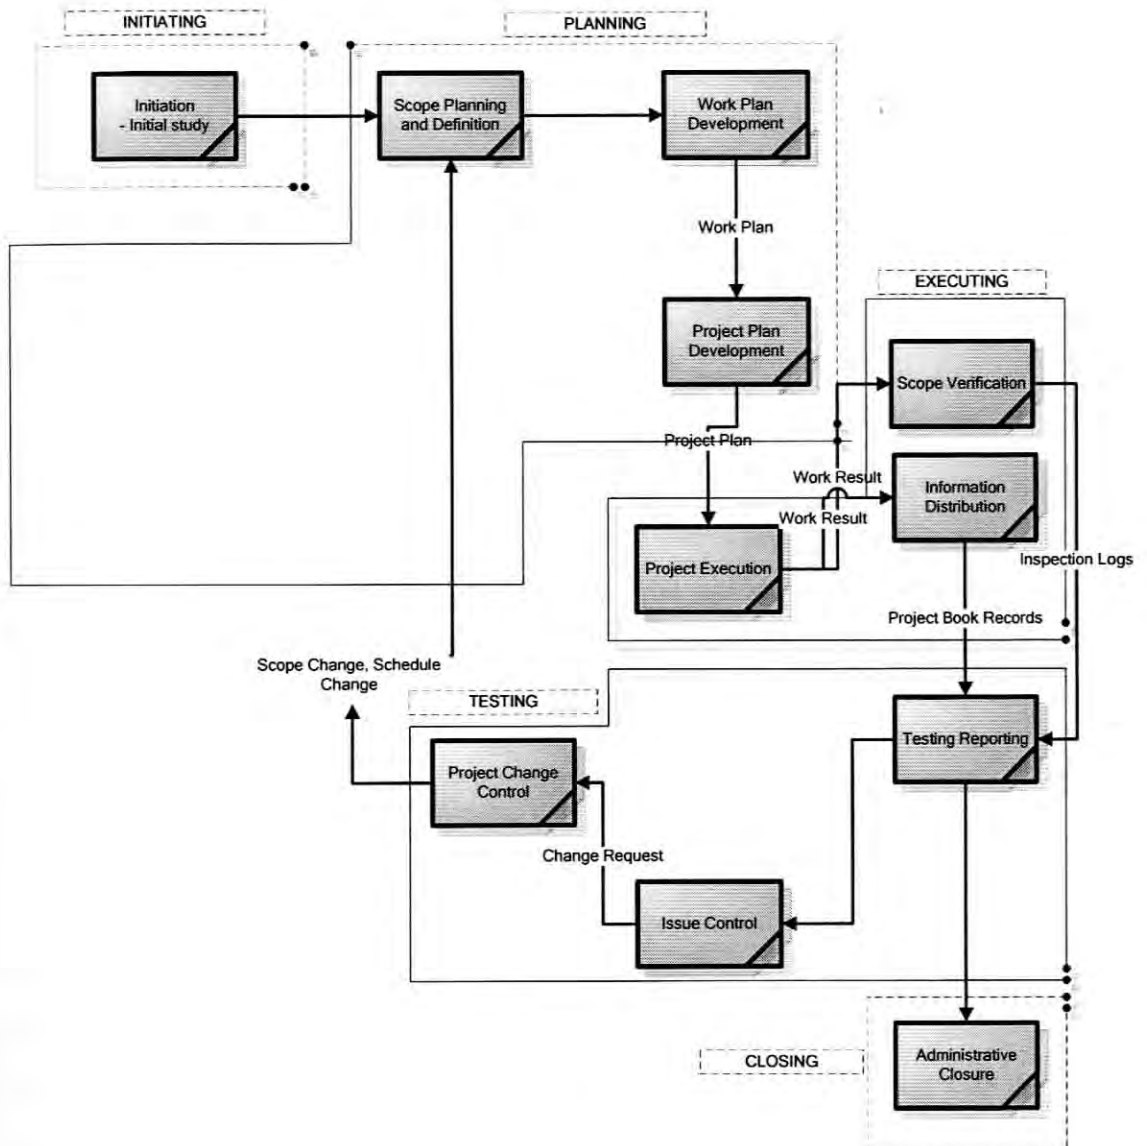 INITIATING
PLANNING
Initiation
- Initial study
Scope Planning
and Definition
Work Plan
Development
Work Plan
EXECUTING
Project Plan
Development
Scope Verification
Project Plan
Work Result
Information
Distribution
Work Result
Project Execution
Inspection Logs
Project Book Records
Scope Change, Schedule
Change
TESTING
Testing Reporting
Project Change
Control
Change Request
Issue Control
CLOSING
Administrative
Closure